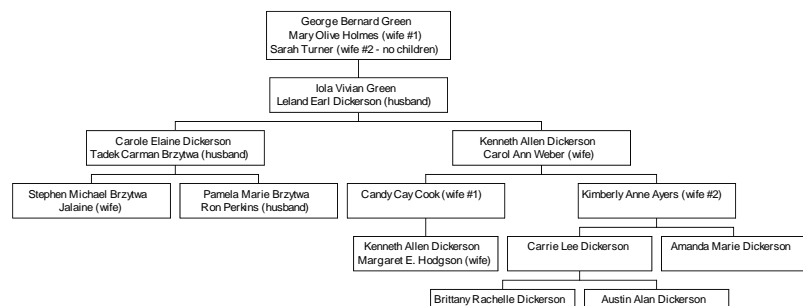 George Bernard Green
Mary Olive Holmes (wife #1)
Sarah Turner (wife #2 - no children)
Iola Vivian Green
Leland Earl Dickerson (husband)
Carole Elaine Dickerson
Tadek Carman Brzytwa (husband)
Kenneth Allen Dickerson
Carol Ann Weber (wife)
Stephen Michael Brzytwa
Jalaine (wife)
Pamela Marie Brzytwa
Ron Perkins (husband)
Candy Cay Cook (wife #1)
Kimberly Anne Ayers (wife #2)
Kenneth Allen Dickerson
Margaret E. Hodgson (wife)
Carrie Lee Dickerson
Amanda Marie Dickerson
Brittany Rachelle Dickerson
Austin Alan Dickerson